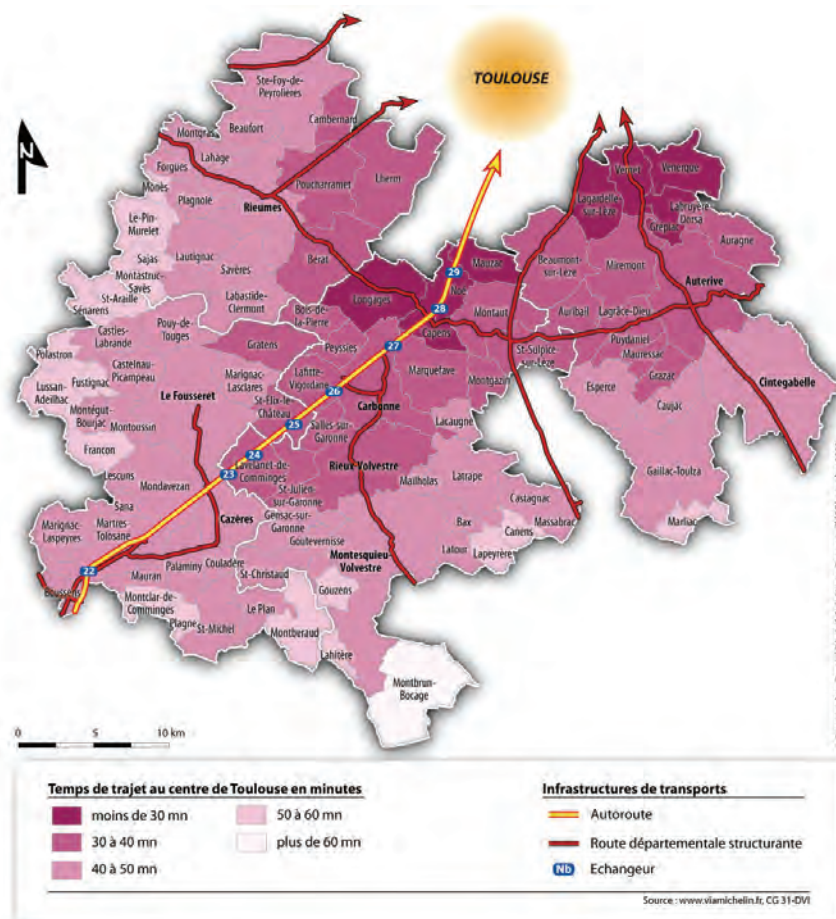 TOULOUSE
N
Ste-Foy-de-
Peyrolières
Cambernard
Montgras
Beaufort
Lahage
Forgues
Monès
Poucharramet
Lherm
Plagnole
Rieumes
Le-Pin-
Murelet
Sajas
Lautignac
Savères
Bérat
Montastruc-
Savès
St-Araille
Sénarens
Labastide-
Clermont
Bois-de-
la-Pierre
Longages
29
Mauzac
Noé
28
Capens
Montaut
Vernet
Venerque
Lagardelle-
sur-Lèze
Labruyère-
Dorsa
Grépiac
Auragne
Beaumont-
sur-Lèze
Miremont
Auterive
Auribail
Lagrâce-Dieu
Puydaniel
Mauressac
St-Sulpice-
sur-Lèze
Grazac
Esperce
Caujac
Cintegabelle
Gaillac-Toulza
Marliac
Casties-
Labrande
Pouy-de-
Touges
Polastron
Gratens
Peyssies
27
Castelnau-
Picampeau
Marignac-
Lasclares
Lafitte-
Vigordane
Marquefave
Montgazin
Lussan-
Adeilhac
Fustignac
Le Fousseret
St-Elix-le-
Château
26
Carbonne
Montégut-
Bourjac
Montoussin
25
Salles-sur-
Garonne
Lacaugne
Francon
24
23
Lavelanet-de-
Comminges
Rieux-Volvestre
Lescuns
Mondavezan
St-Julien-
sur-Garonne
Mailholas
Latrape
Sana
Gensac-sur-
Garonne
Castagnac
Marignac-
Laspeyres
Martres-
Tolosane
Cazères
Goutevernisse
Bax
Canens
Massabrac
Montesquieu-
Volvestre
Latour
Lapeyrère
22
Boussens
Mauran
Palaminy
Couladère
St-Christaud
Montclar-de-
Comminges
Gouzens
Plagne
St-Michel
Le Plan
Montberaud
Lahitère
Montbrun-
Bocage
0 5 10 km
Temps de trajet au centre de Toulouse en minutes
moins de 30 mn
30 à 40 mn
40 à 50 mn
50 à 60 mn
plus de 60 mn
Infrastructures de transports
Autoroute
Route départementale structurante
Nb Echangeur
Source : www.viamichelin.fr, CG 31-DVI